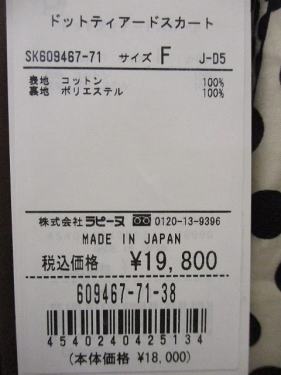 ドットティアードスカート
SK609467-71 サイズ F J-D5
表地 コットン 100%
裏地 ポリエステル 100%
株式会社 ラピーヌ 0120-13-9396
MADE IN JAPAN
税込価格 ¥19,800
609467-71-38
4540240425134
(本体価格 ¥18,000)